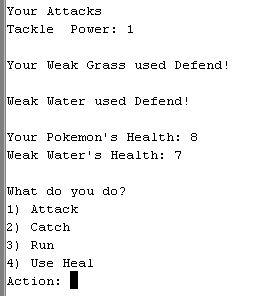 Your Attacks
Tackle  Power: 1
Your Weak Grass used Defend!
Weak Water used Defend!
Your Pokemon's Health: 8
Weak Water's Health: 7
What do you do?
1) Attack
2) Catch
3) Run
4) Use Heal
Action: